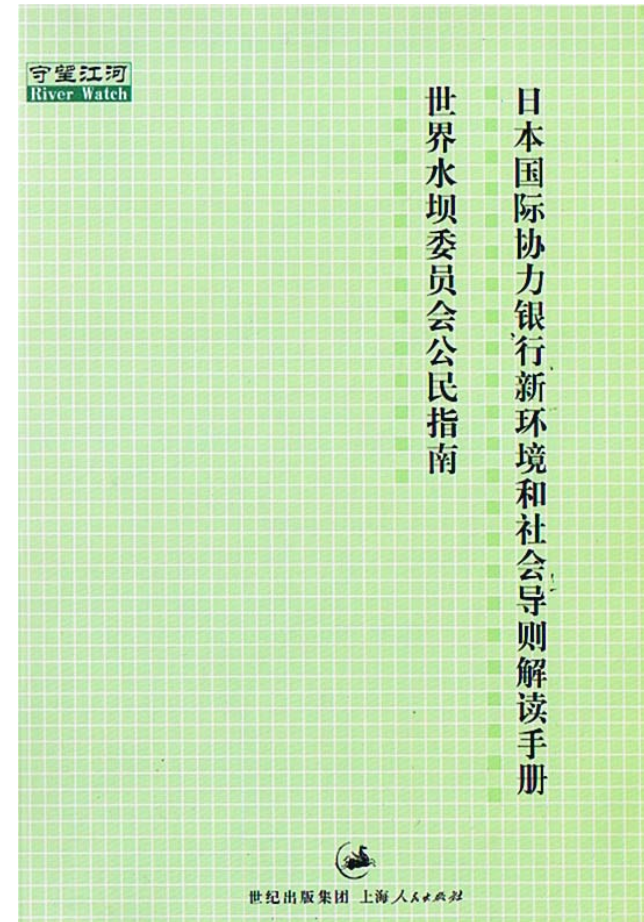 守望江河
River Watch
日本国际协力银行新环境和社会导则解读手册
世界水坝委员会公民指南
世纪出版集团 上海人民出版社